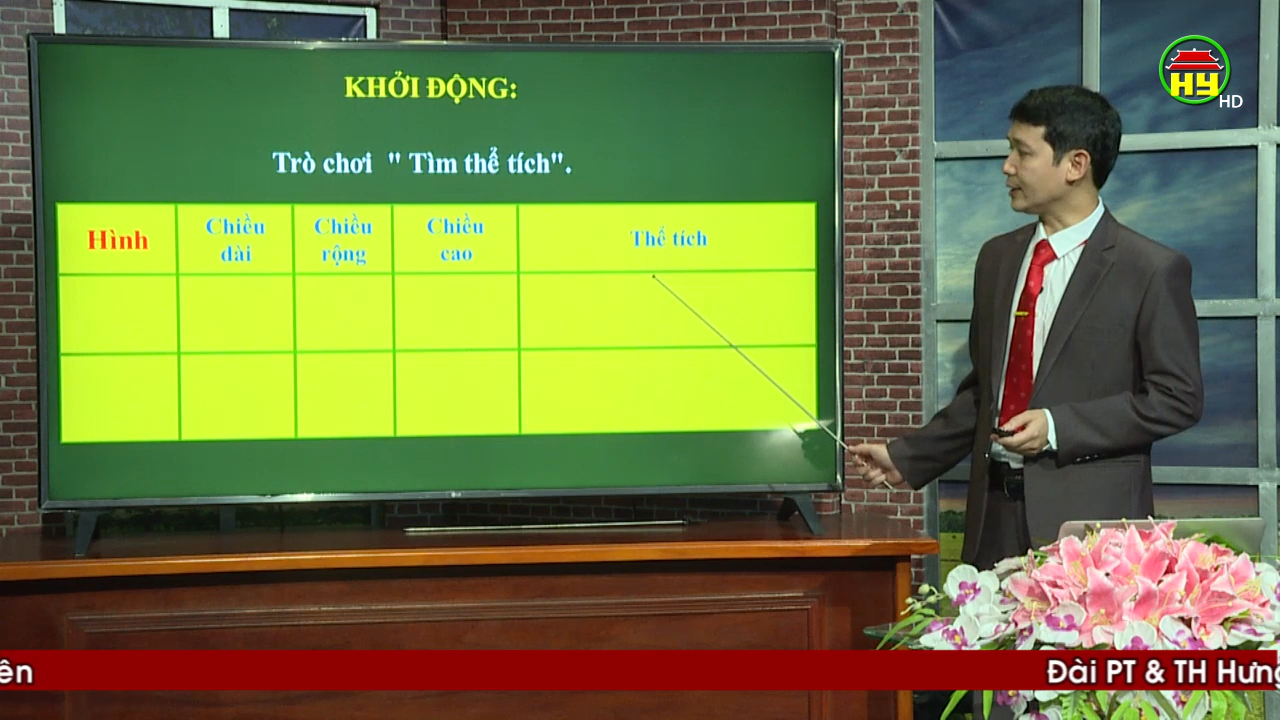 KHỞI ĐỘNG:
Trò chơi " Tìm thể tích".
Hình
Chiều
dài
Chiều
rộng
Chiều
cao
Thể tích
HY
HD
LG
ên
Đài PT & TH Hưng